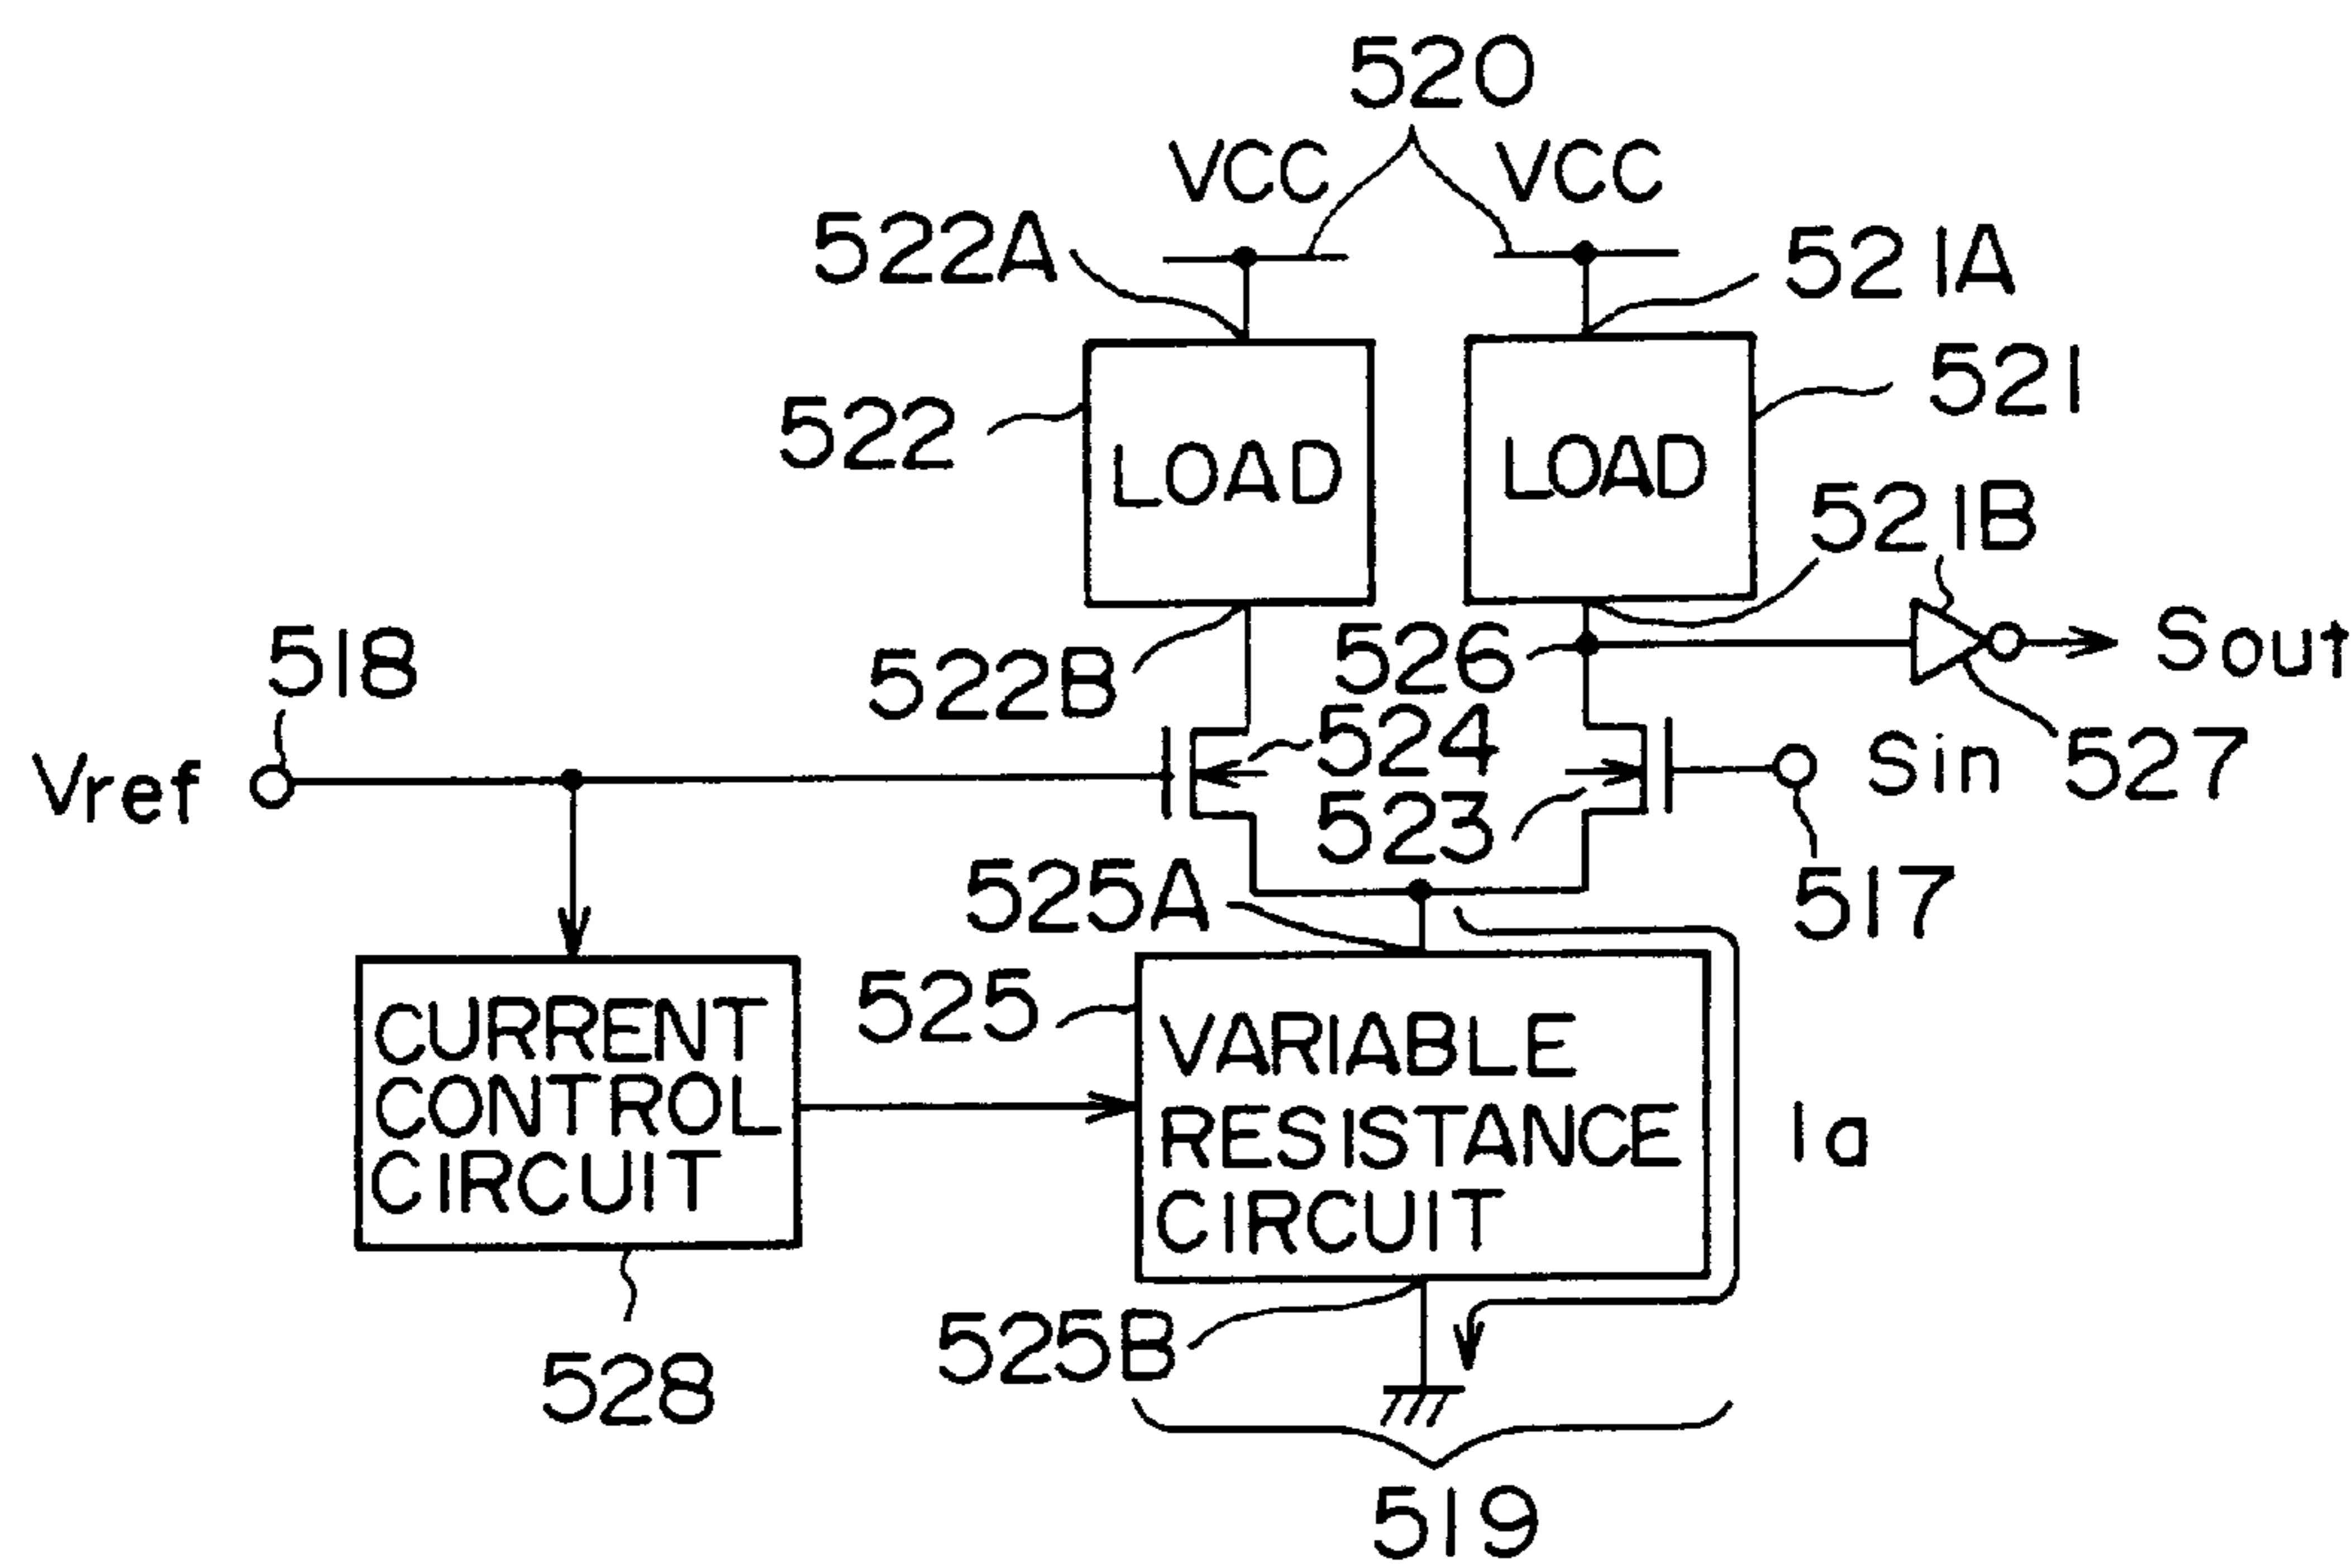 520
VCC
VCC
522A
521A
522
LOAD
LOAD
521
521B
518
522B
526
Sout
524
Vref
Sin
527
523
525A
517
525
CURRENT
CONTROL
CIRCUIT
VARIABLE
RESISTANCE
CIRCUIT
Ia
528
525B
519